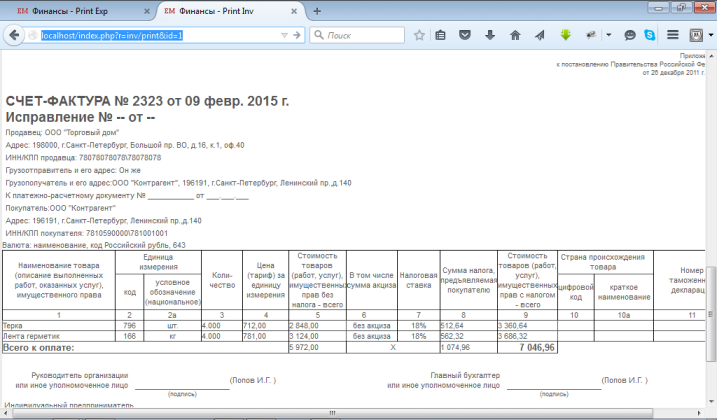 Финансы - Print Exp
Финансы - Print Inv
localhost/index.php?r=inv/print&id=1
Поиск
Приложе
к постановлению Правительства Российской Фе
от 26 декабря 2011 г.
СЧЕТ-ФАКТУРА № 2323 от 09 февр. 2015 г.
Исправление № -- от --
Продавец: ООО "Торговый дом"
Адрес: 198000, г.Санкт-Петербург, Большой пр. ВО, д.16, к.1, оф.40
ИНН/КПП продавца: 78078078078\78078078
Грузоотправитель и его адрес: Он же
Грузополучатель и его адрес:ООО"Контрагент", 196191, г.Санкт-Петербург, Ленинский пр.,д.140
К платежно-расчетному документу № ___________ от ___.___.___
Покупатель:ООО "Контрагент"
Адрес: 196191, г.Санкт-Петербург, Ленинский пр.,д.140
ИНН/КПП покупателя: 7810590000\781001001
Валюта: наименование, код Российский рубль, 643
Наименование товара (описание выполненных работ, оказанных услуг), имущественного права
Единица измерения
код
условное обозначение (национальное)
Коли-чество
Цена (тариф) за единицу измерения
Стоимость товаров (работ, услуг), имущественных прав без налога - всего
В том числе сумма акциза
Налоговая ставка
Сумма налога, предъявляемая покупателю
Стоимость товаров (работ, услуг), имущественных прав с налогом - всего
Страна происхождения товара
цифровой код
краткое наименование
Номер таможенн декларац
1 2 2а 3 4 5 6 7 8 9 10 10а 11
Терка 796 шт. 4.000 712,00 2 848,00 без акциза 18% 512,64 3 360,64
Лента герметик 166 кг 4.000 781,00 3 124,00 без акциза 18% 562,32 3 686,32
Всего к оплате: 5 972,00 X 1 074,96 7 046,96
Руководитель организации
или иное уполномоченное лицо
(Попов И.Г. )
(подпись)
Главный бухгалтер
или иное уполномоченное лицо
(Попов И.Г. )
(подпись)
Индивидуальный предприниматель